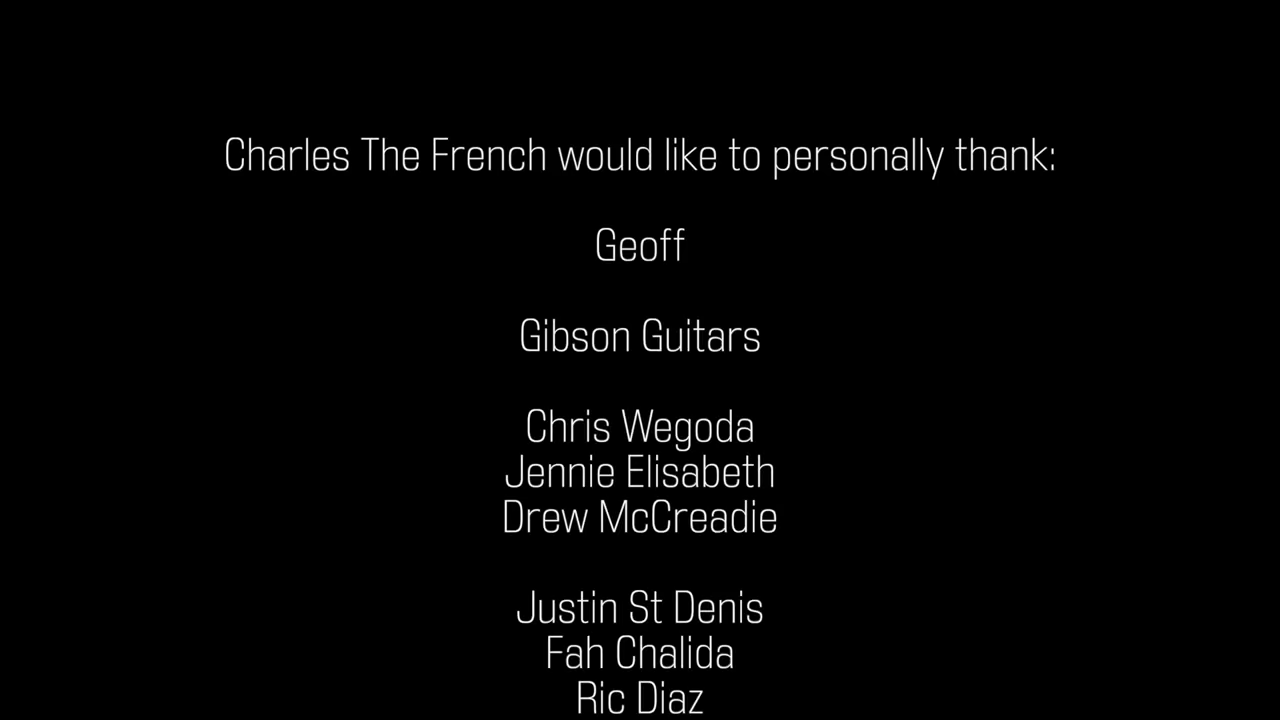 Charles The French would like to personally thank:
Geoff
Gibson Guitars
Chris Wegoda
Jennie Elisabeth
Drew McCreadie
Justin St Denis
Fah Chalida
Ric Diaz